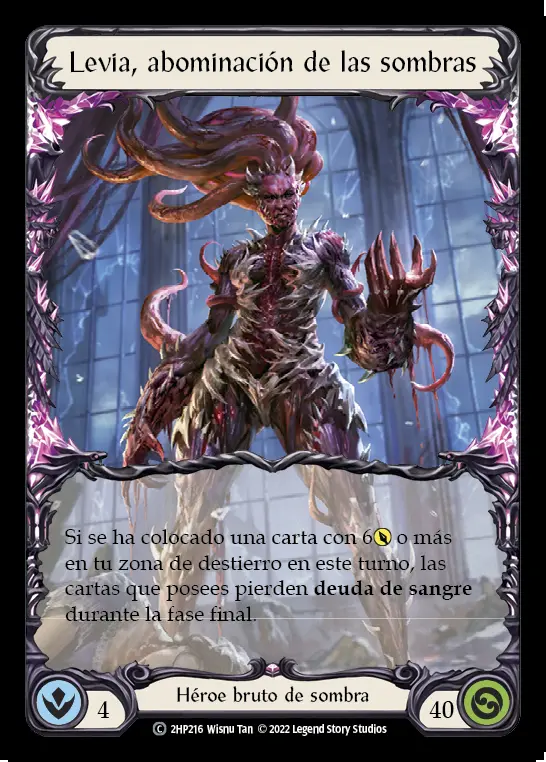 Levia, abominación de las sombras
Si se ha colocado una carta con 6 o más
en tu zona de destierro en este turno, las
cartas que posees pierden deuda de sangre
durante la fase final.
4
Héroe bruto de sombra
40
C 2HP216 Wisnu Tan © 2022 Legend Story Studios